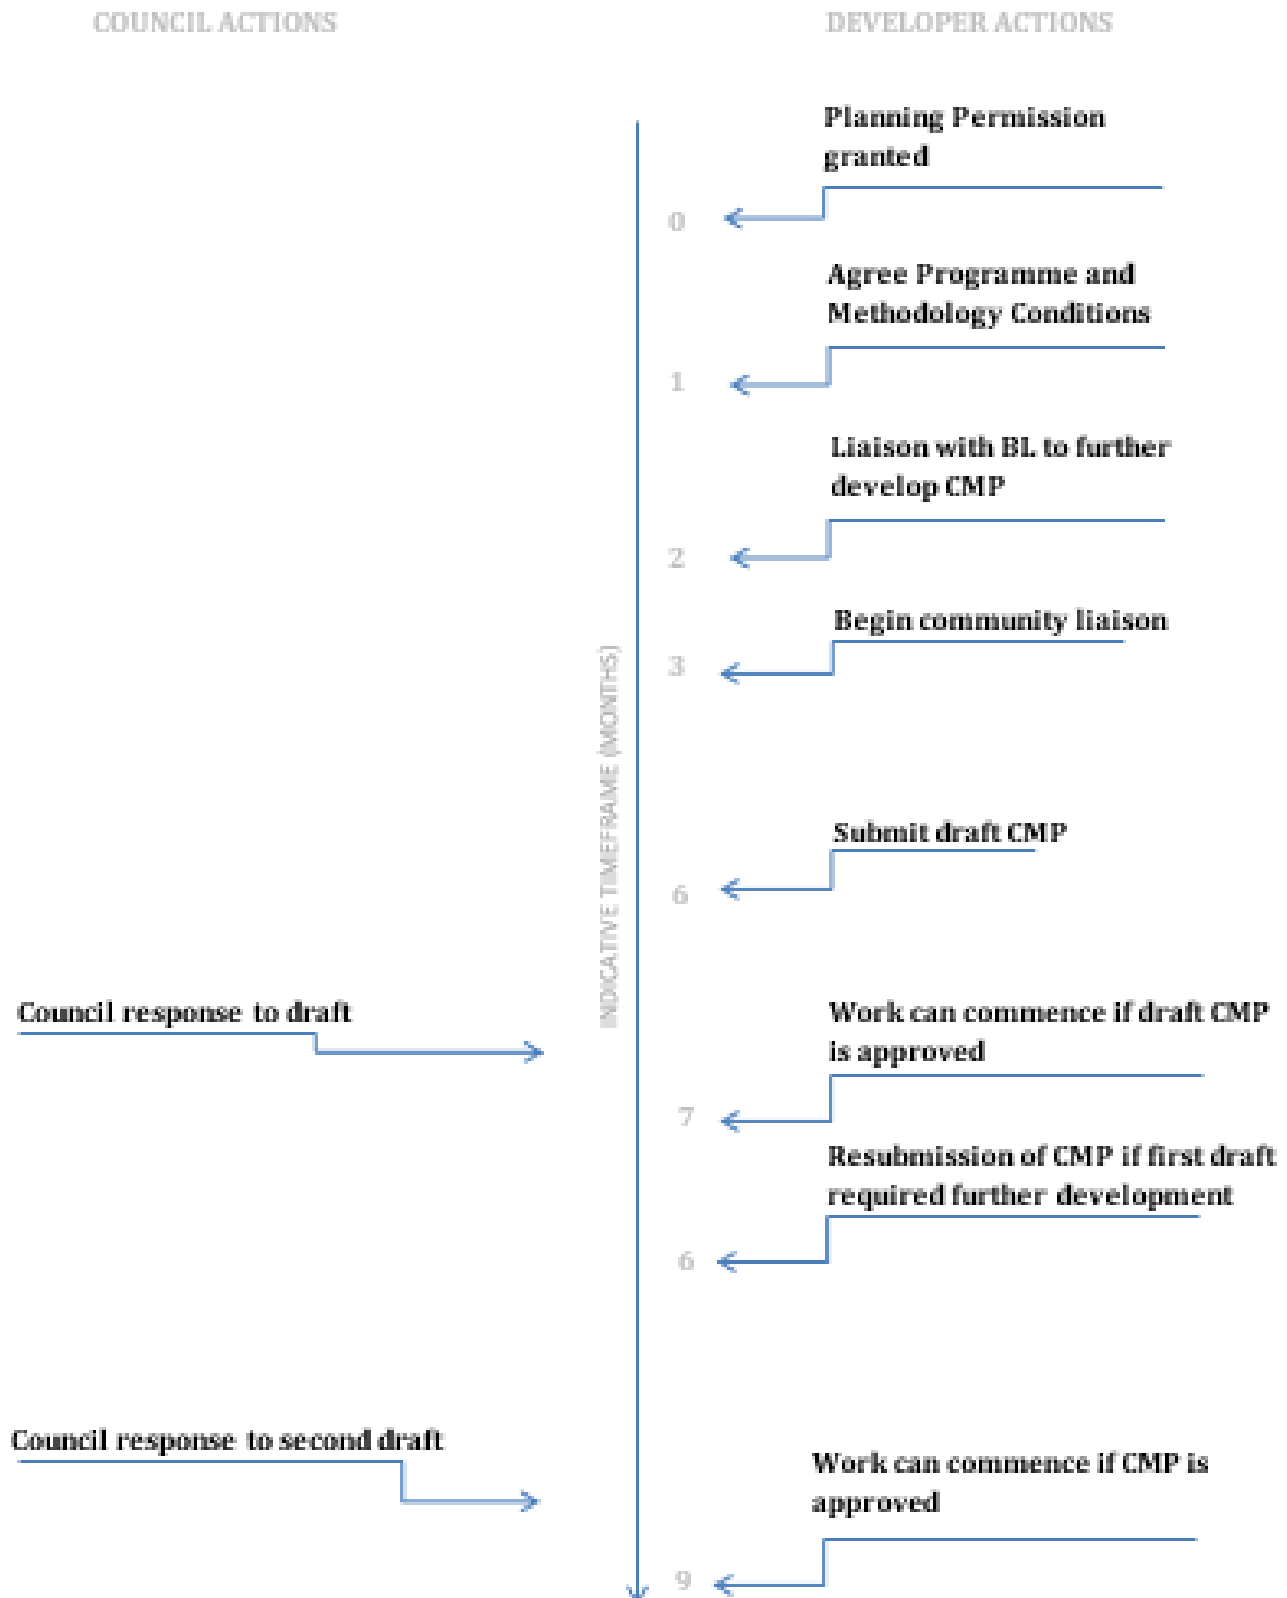 COUNCIL ACTIONS
DEVELOPER ACTIONS
Planning Permission
granted
0
Agree Programme and
Methodology Conditions
1
Liaison with BL to further
develop CMP
2
Begin community liaison
3
INDICATIVE TIMEFRAME (MONTHS)
Submit draft CMP
6
Council response to draft
Work can commence if draft CMP
is approved
7
Resubmission of CMP if first draft
required further development
6
Council response to second draft
Work can commence if CMP is
approved
9